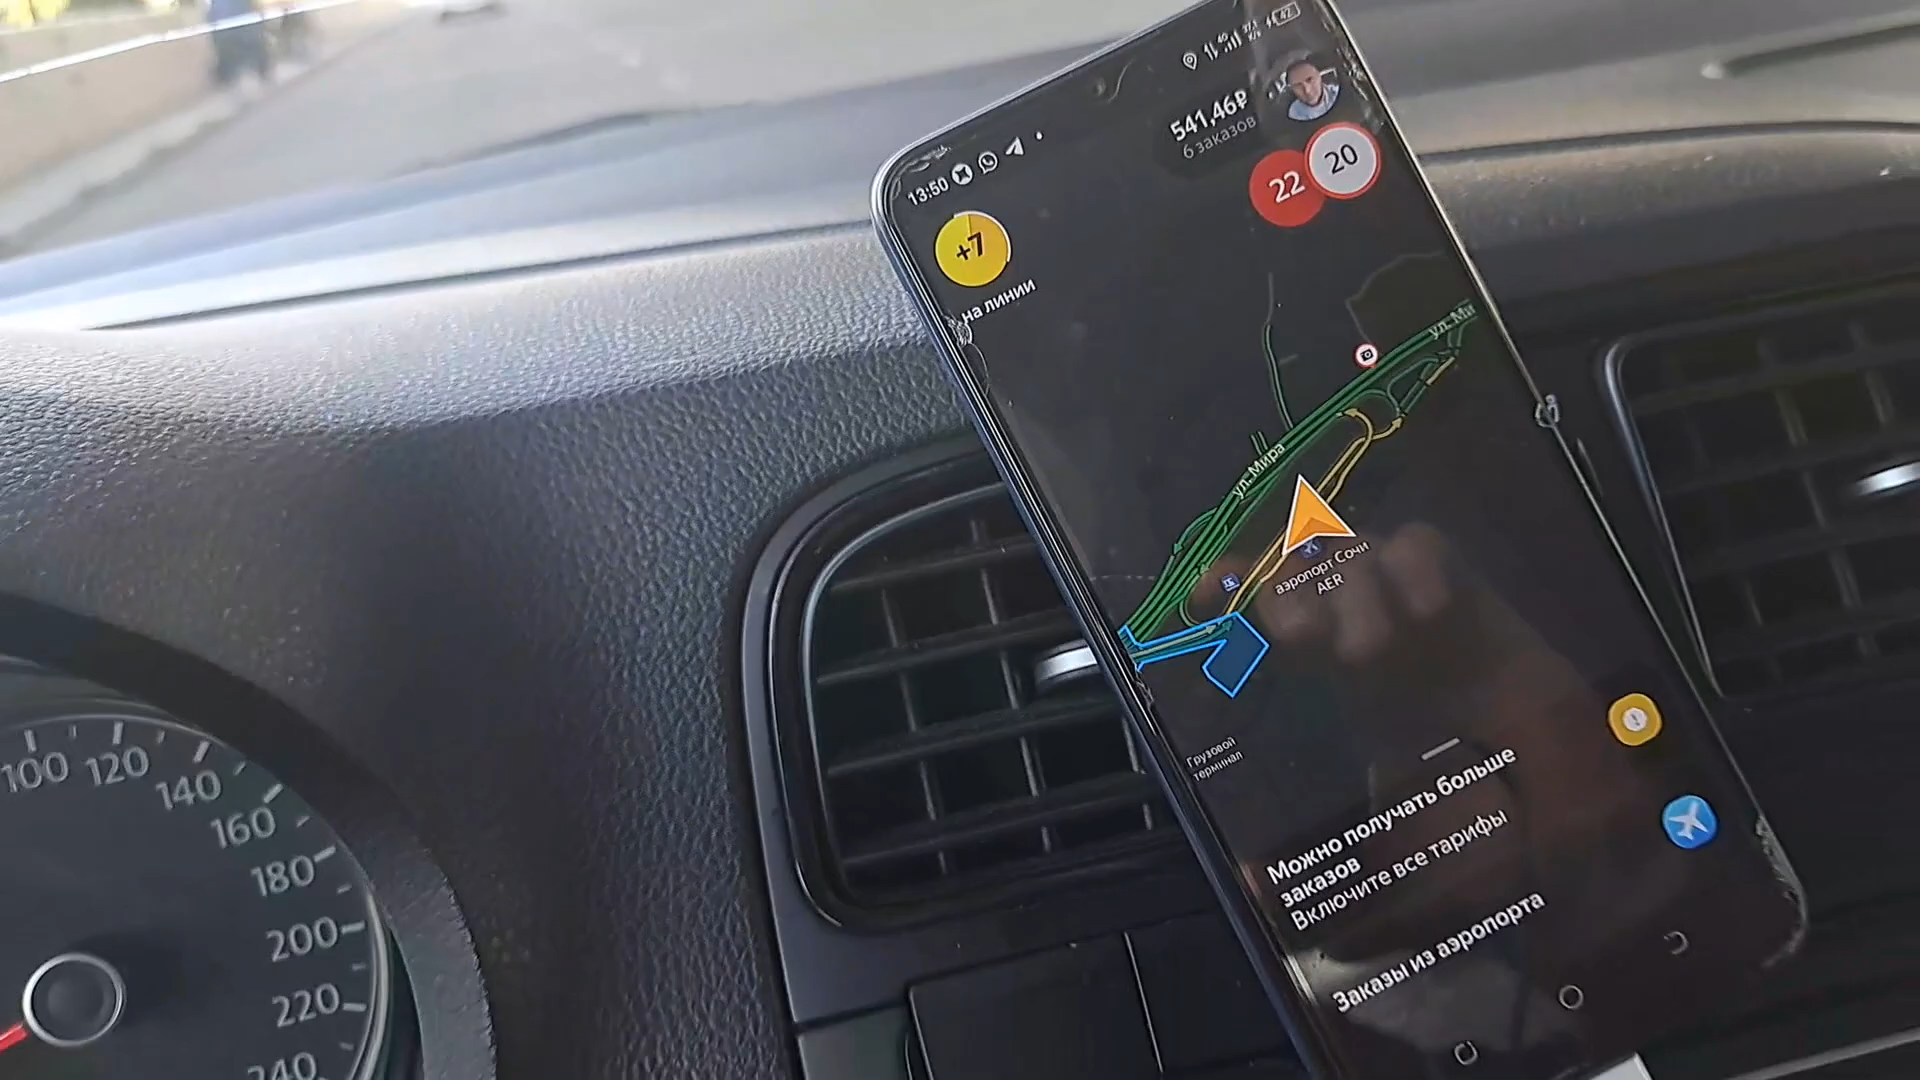 13:50
4G
42
541,46₽
6 заказов
22
20
+7
на линии
ул. Ми
ул. Мира
аэропорт Сочи
AER
Грузовой
терминал
Можно получать больше
заказов
Включите все тарифы
Заказы из аэропорта
100
120
140
160
180
200
220
240